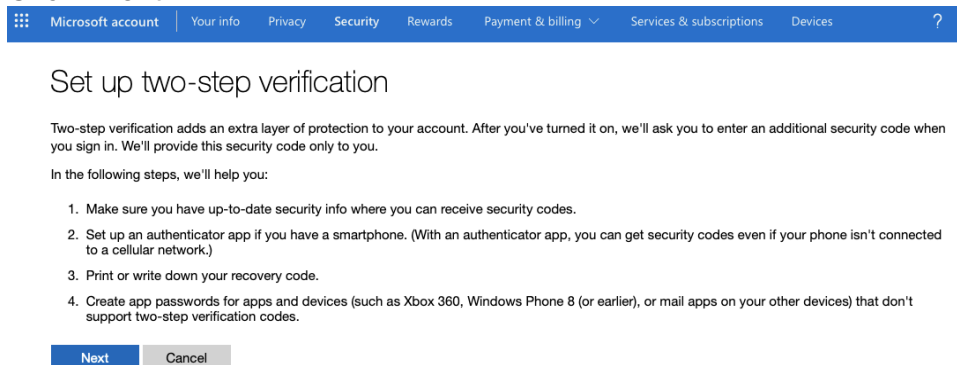 Microsoft account Your info Privacy Security Rewards Payment & billing Services & subscriptions Devices ?
Set up two-step verification
Two-step verification adds an extra layer of protection to your account. After you've turned it on, we'll ask you to enter an additional security code when
you sign in. We'll provide this security code only to you.
In the following steps, we'll help you:
1. Make sure you have up-to-date security info where you can receive security codes.
2. Set up an authenticator app if you have a smartphone. (With an authenticator app, you can get security codes even if your phone isn't connected
to a cellular network.)
3. Print or write down your recovery code.
4. Create app passwords for apps and devices (such as Xbox 360, Windows Phone 8 (or earlier), or mail apps on your other devices) that don't
support two-step verification codes.
Next Cancel